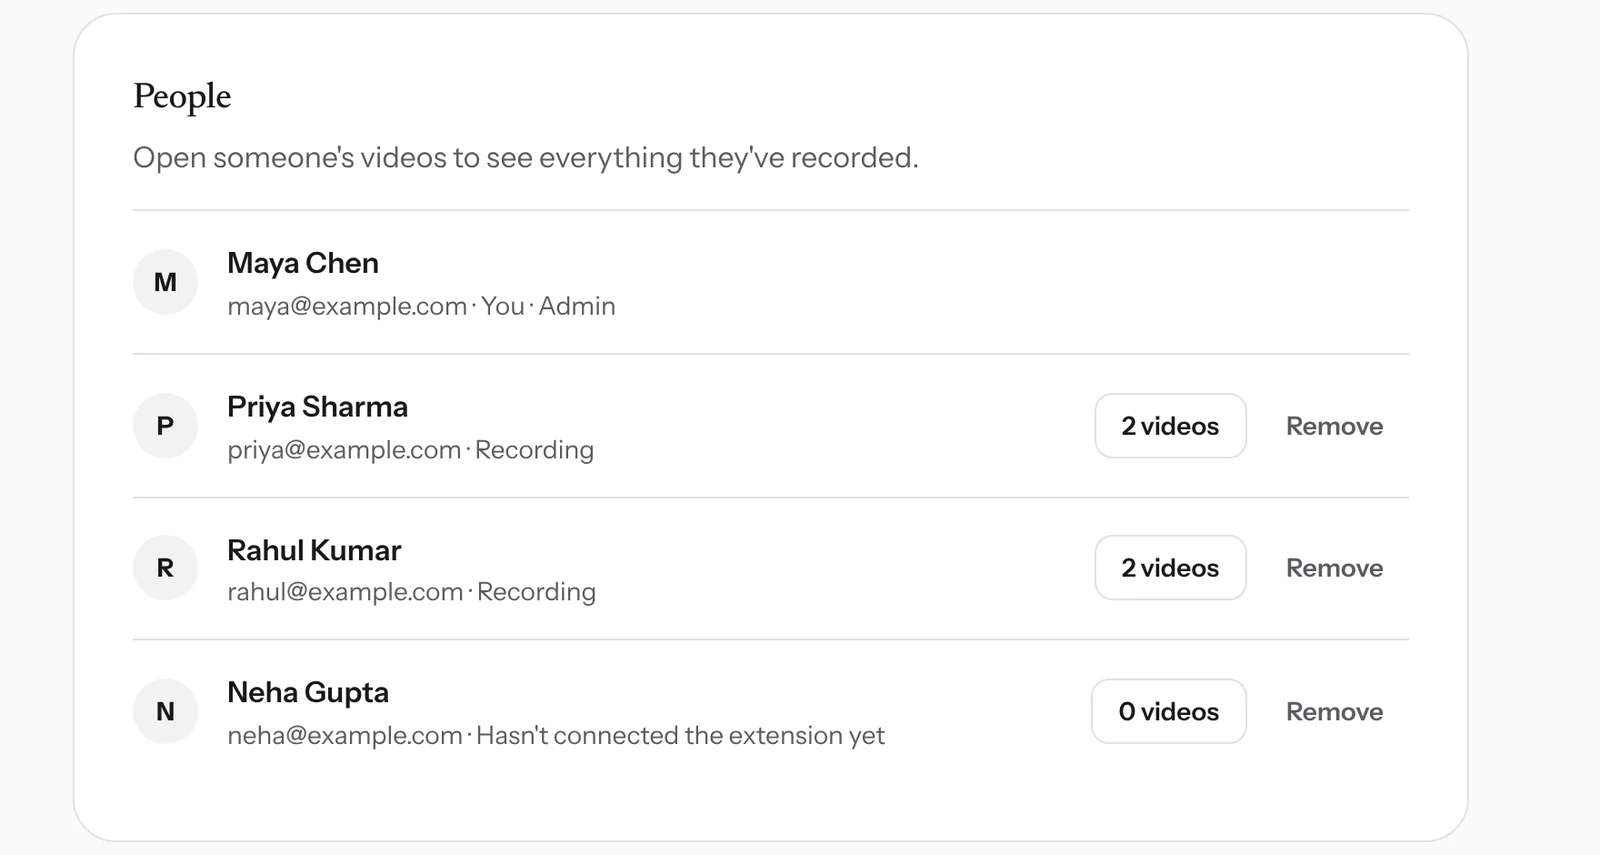 People
Open someone's videos to see everything they've recorded.
M
Maya Chen
maya@example.com · You · Admin
P
Priya Sharma
priya@example.com · Recording
2 videos
Remove
R
Rahul Kumar
rahul@example.com · Recording
2 videos
Remove
N
Neha Gupta
neha@example.com · Hasn't connected the extension yet
0 videos
Remove